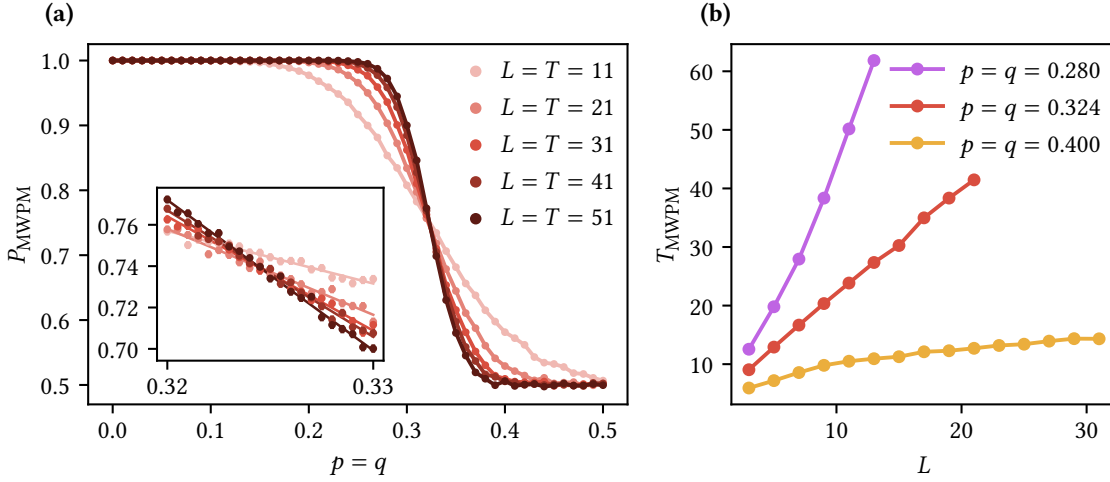 (a)
P_MWPM
1.0
0.9
0.8
0.7
0.6
0.5
0.0
0.1
0.2
0.3
0.4
0.5
p = q
L = T = 11
L = T = 21
L = T = 31
L = T = 41
L = T = 51
0.76
0.74
0.72
0.70
0.32
0.33
(b)
T_MWPM
60
50
40
30
20
10
10
20
30
L
p = q = 0.280
p = q = 0.324
p = q = 0.400